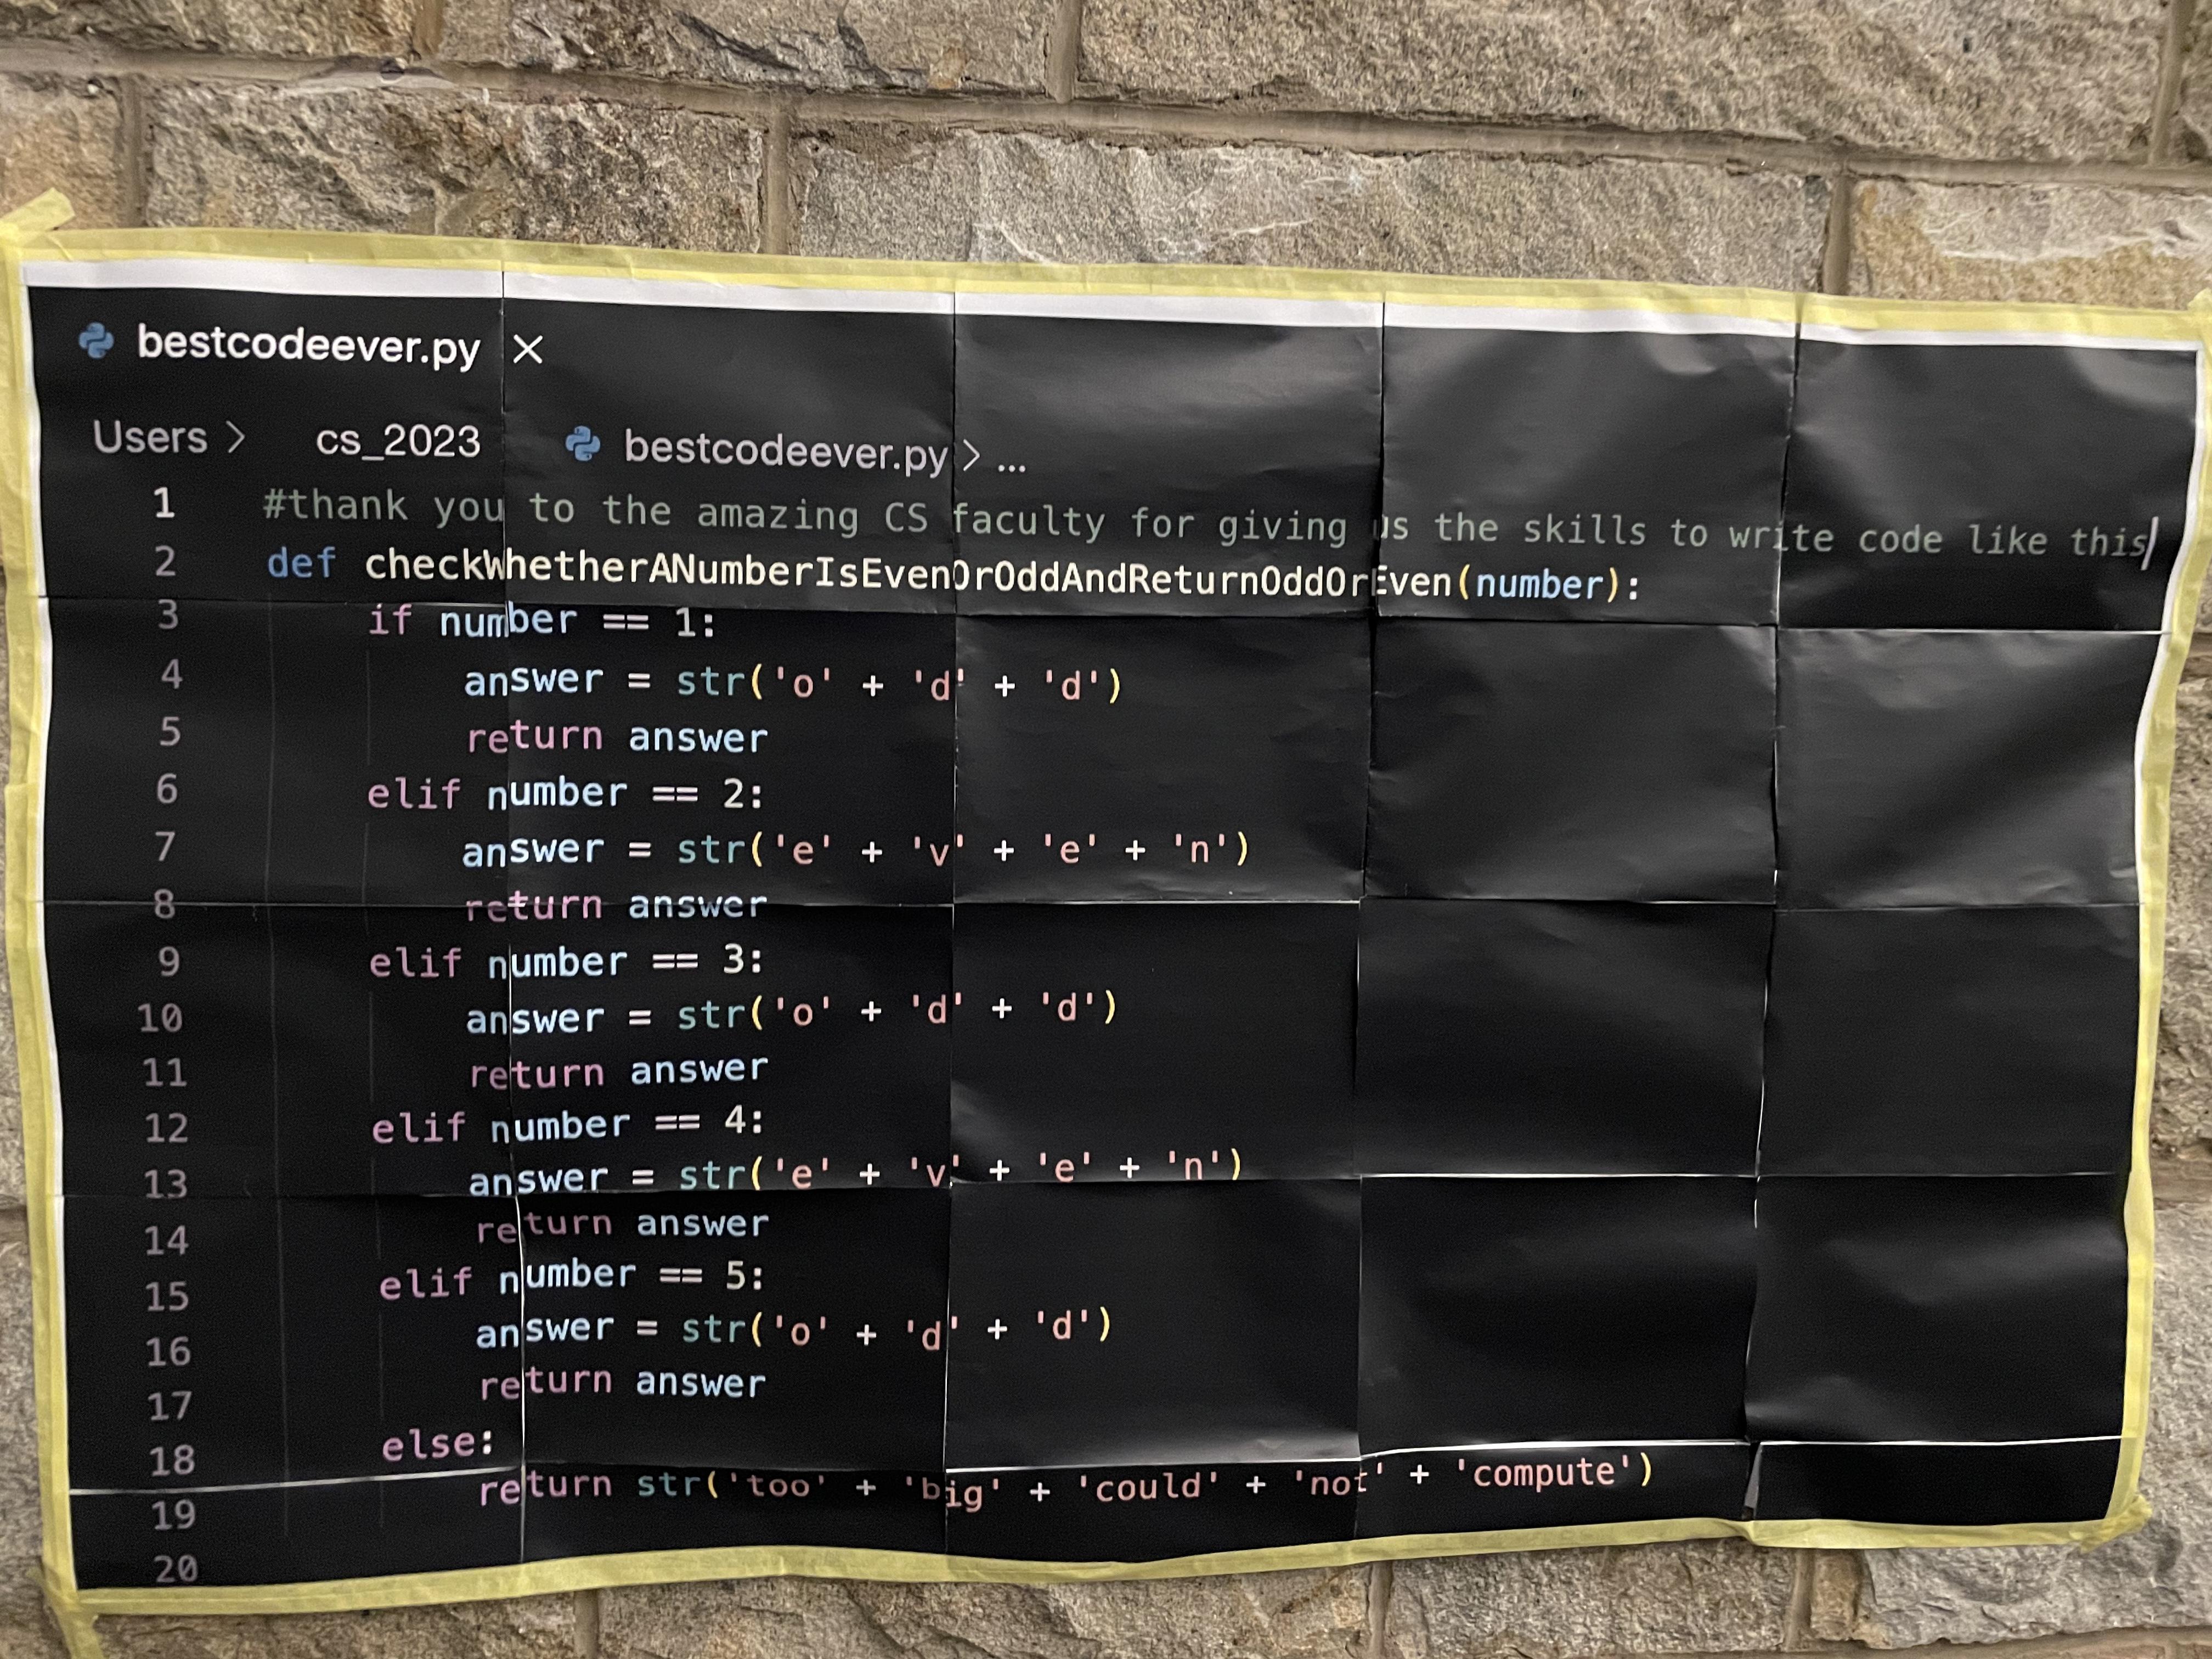 bestcodeever.py ×
Users > cs_2023 bestcodeever.py > ...
1 #thank you to the amazing CS faculty for giving us the skills to write code like this
2 def checkWhetherANumberIsEvenOrOddAndReturnOddOrEven(number):
3 if number == 1:
4 answer = str('o' + 'd' + 'd')
5 return answer
6 elif number == 2:
7 answer = str('e' + 'v' + 'e' + 'n')
8 return answer
9 elif number == 3:
10 answer = str('o' + 'd' + 'd')
11 return answer
12 elif number == 4:
13 answer = str('e' + 'v' + 'e' + 'n')
14 return answer
15 elif number == 5:
16 answer = str('o' + 'd' + 'd')
17 return answer
18 else:
19 return str('too' + 'big' + 'could' + 'not' + 'compute')
20